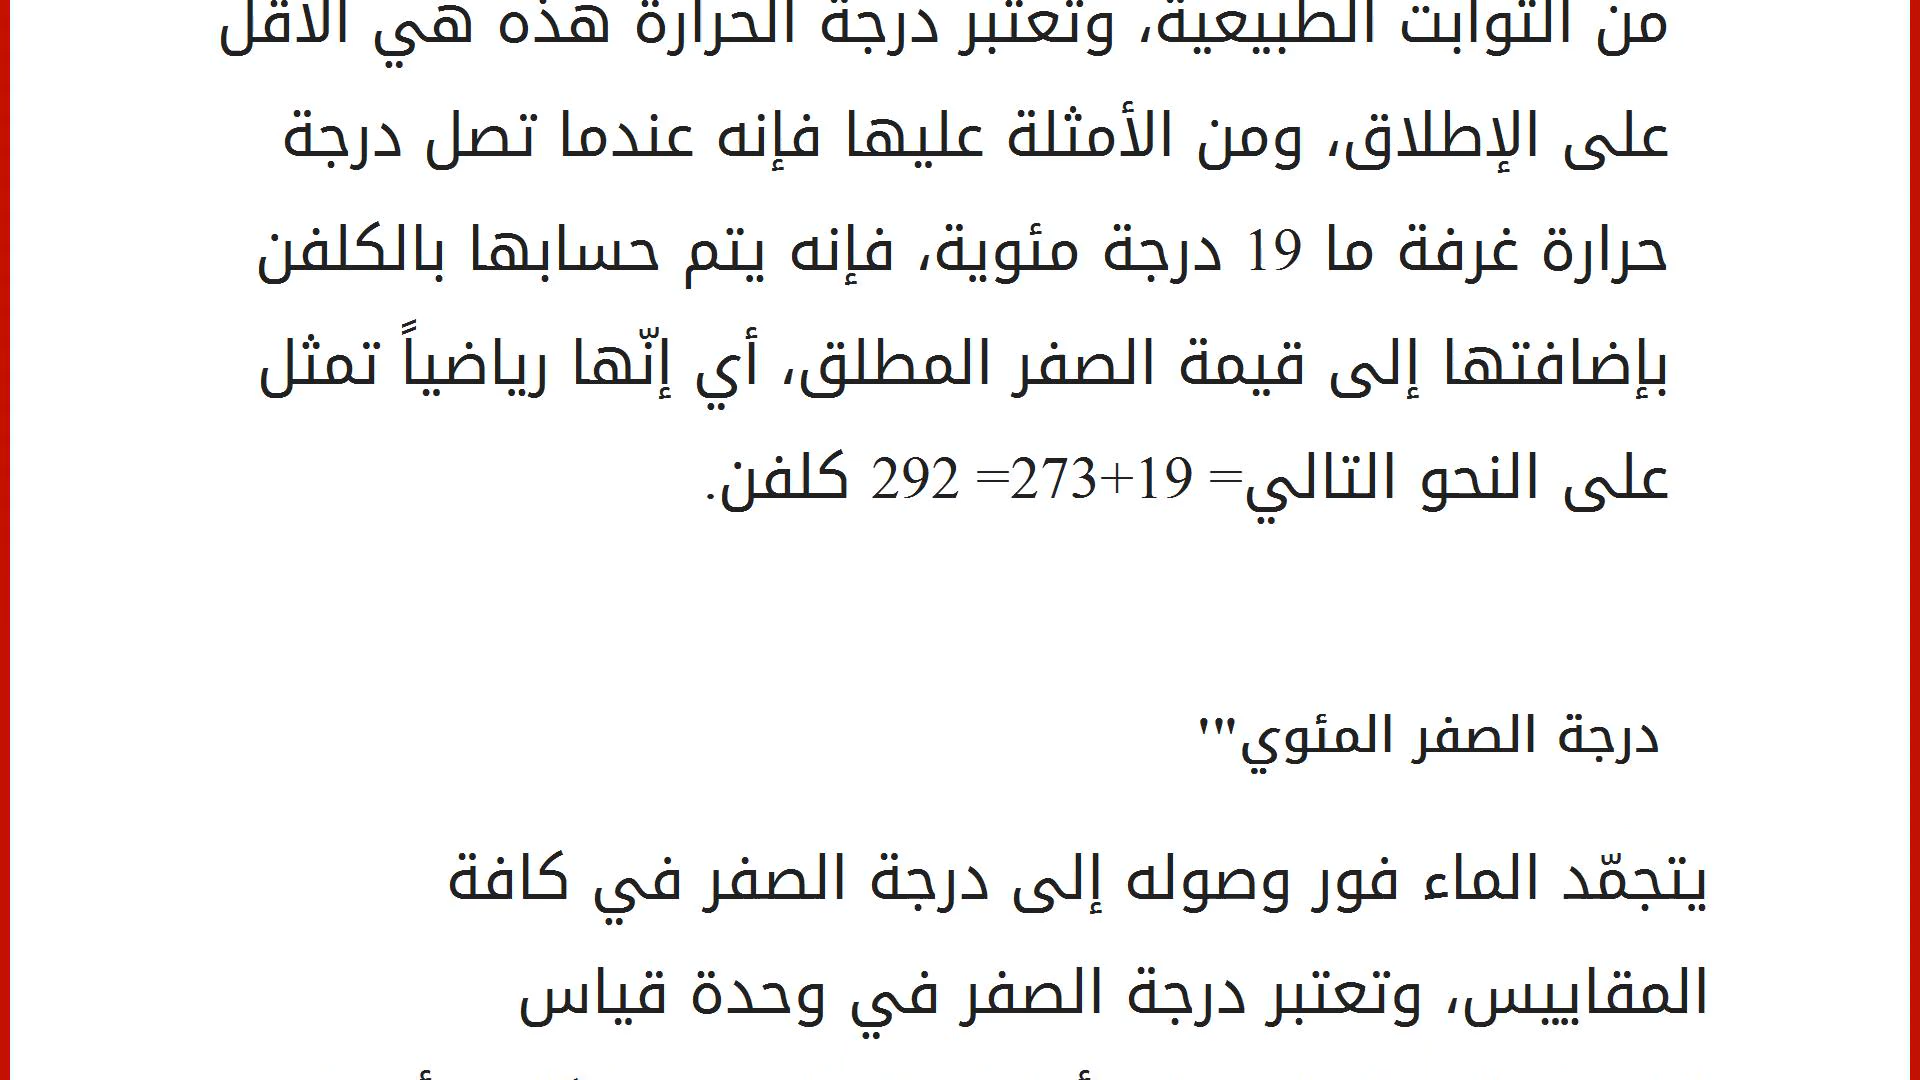 من الثوابت الطبيعية، وتعتبر درجة الحرارة هذه هي الأقل
على الإطلاق، ومن الأمثلة عليها فإنه عندما تصل درجة
حرارة غرفة ما 19 درجة مئوية، فإنه يتم حسابها بالكلفن
بإضافتها إلى قيمة الصفر المطلق، أي إنّها رياضياً تمثل
على النحو التالي= 19+273= 292 كلفن.
درجة الصفر المئوي"'
يتجمّد الماء فور وصوله إلى درجة الصفر في كافة
المقاييس، وتعتبر درجة الصفر في وحدة قياس